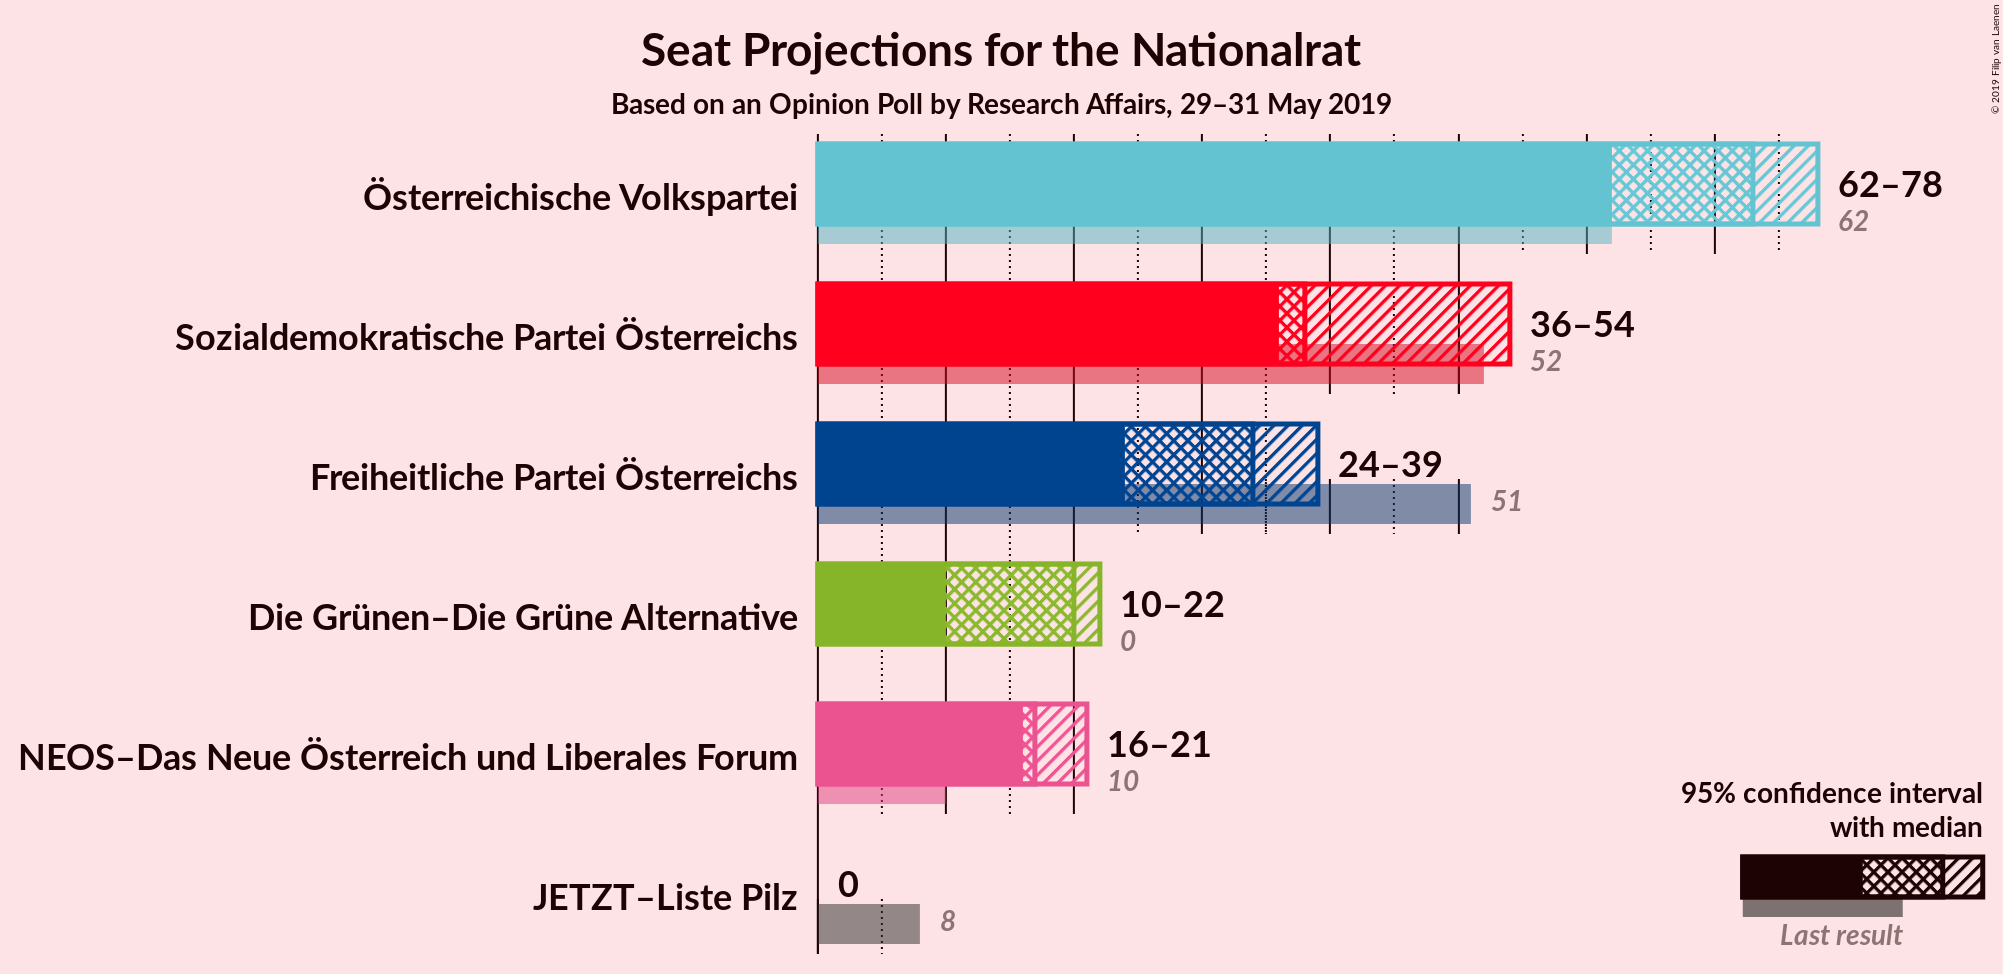 Seat Projections for the Nationalrat
Based on an Opinion Poll by Research Affairs, 29–31 May 2019
© 2019 Filip van Laenen
Österreichische Volkspartei
62–78
62
Sozialdemokratische Partei Österreichs
36–54
52
Freiheitliche Partei Österreichs
24–39
51
Die Grünen–Die Grüne Alternative
10–22
0
NEOS–Das Neue Österreich und Liberales Forum
16–21
10
JETZT–Liste Pilz
0
8
95% confidence interval
with median
Last result